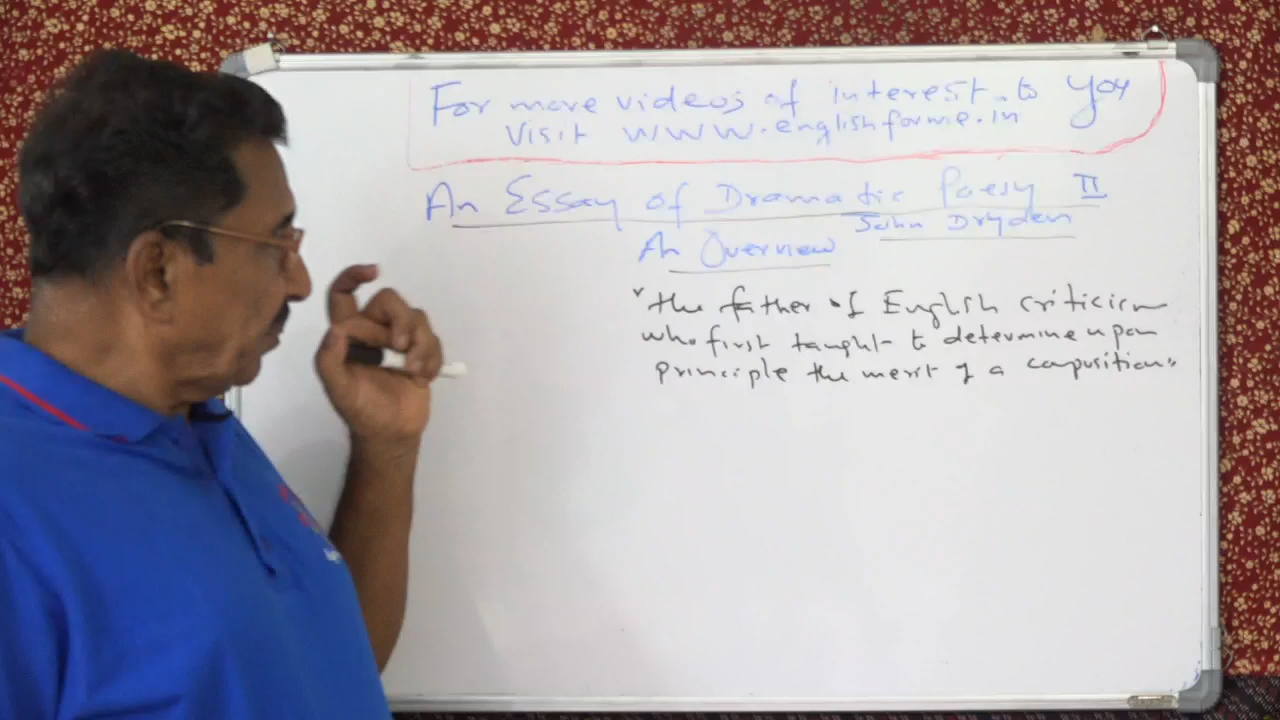 For more videos of interest to You
Visit www.englishforme.in
An Essay of Dramatic Poesy II
John Dryden
An Overview
"the father of English criticism
who first taught to determine upon
principle the merit of a composition"